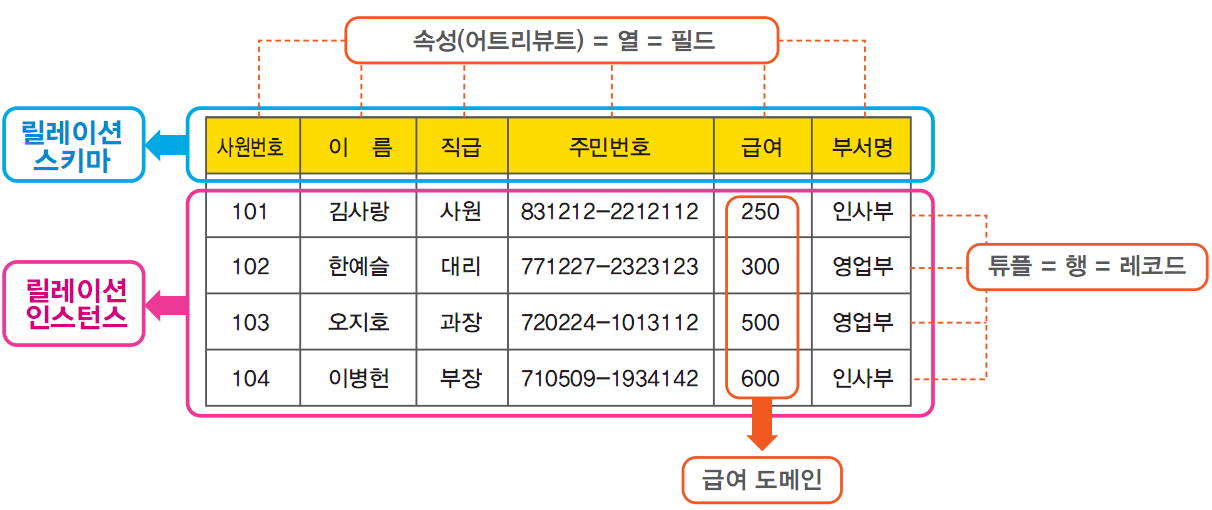 속성(어트리뷰트) = 열 = 필드
릴레이션
스키마
사원번호 이 름 직급 주민번호 급여 부서명
101 김사랑 사원 831212-2212112 250 인사부
102 한예슬 대리 771227-2323123 300 영업부
103 오지호 과장 720224-1013112 500 영업부
104 이병헌 부장 710509-1934142 600 인사부
릴레이션
인스턴스
튜플 = 행 = 레코드
급여 도메인